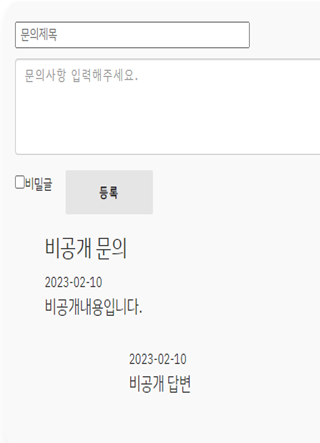 문의제목
문의사항 입력해주세요.
비밀글
등록
비공개 문의
2023-02-10
비공개내용입니다.
2023-02-10
비공개 답변